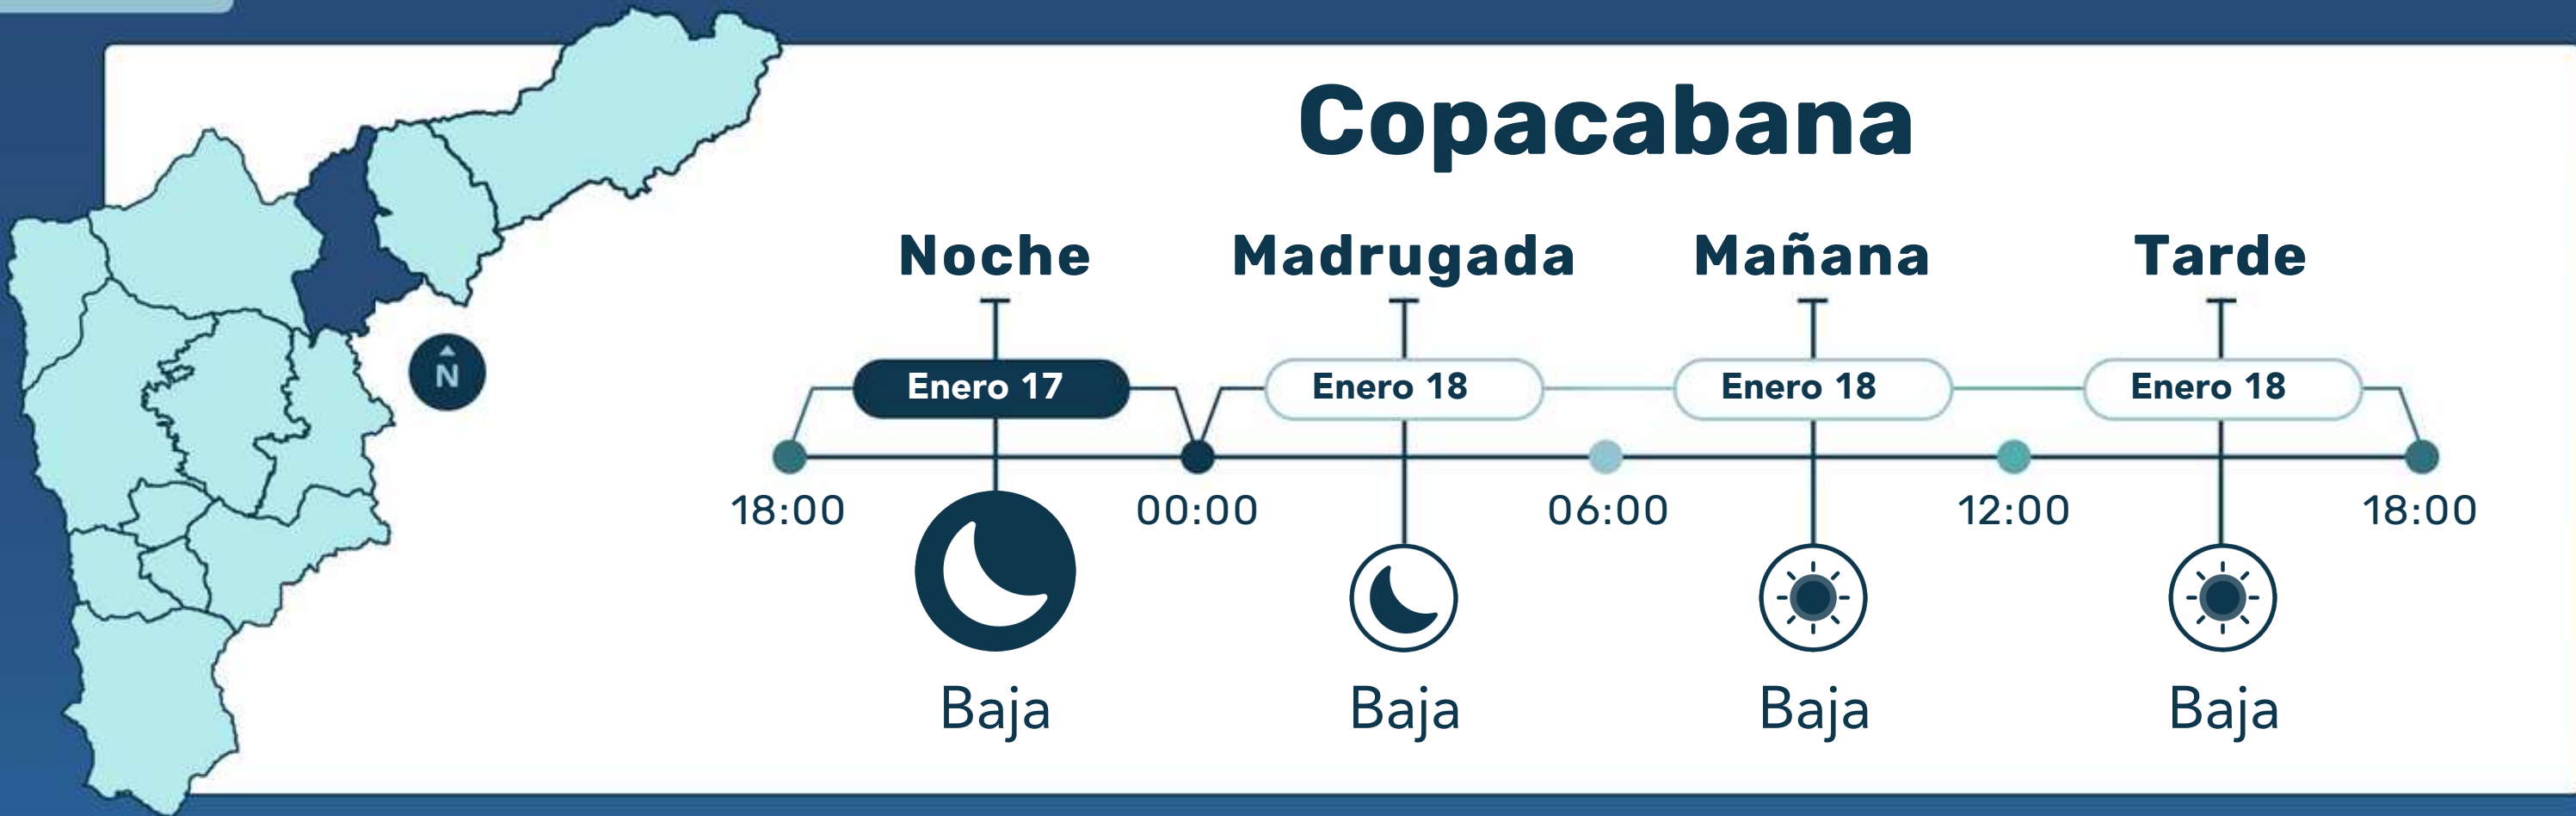 Copacabana
Noche Madrugada Mañana Tarde
Enero 17 Enero 18 Enero 18 Enero 18
N
18:00 00:00 06:00 12:00 18:00
Baja Baja Baja Baja